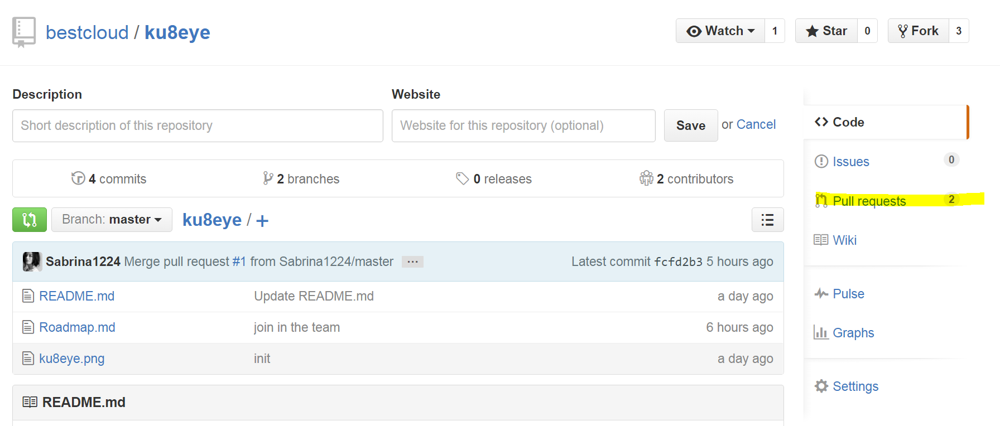 bestcloud / ku8eye
Watch 1 Star 0 Fork 3
Description
Website
Short description of this repository
Website for this repository (optional)
Save or Cancel
4 commits 2 branches 0 releases 2 contributors
Branch: master ku8eye / +
Sabrina1224 Merge pull request #1 from Sabrina1224/master ... Latest commit fcfd2b3 5 hours ago
README.md Update README.md a day ago
Roadmap.md join in the team 6 hours ago
ku8eye.png init a day ago
README.md
Code
Issues 0
Pull requests 2
Wiki
Pulse
Graphs
Settings